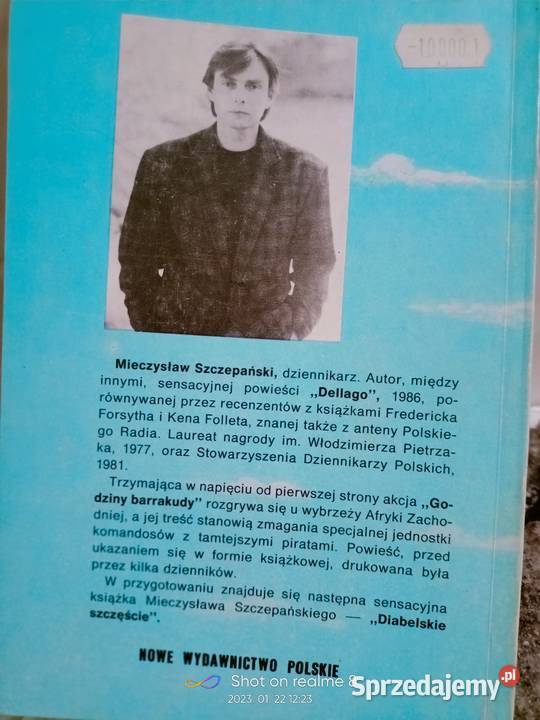 -10000.1
Mieczysław Szczepański, dziennikarz. Autor, między
innymi, sensacyjnej powieści „Dellago", 1986, po-
równywanej przez recenzentów z książkami Fredericka
Forsytha i Kena Folleta, znanej także z anteny Polskie-
go Radia. Laureat nagrody im. Włodzimierza Pietrza-
ka, 1977, oraz Stowarzyszenia Dziennikarzy Polskich,
1981.
Trzymająca w napięciu od pierwszej strony akcja „Go-
dziny barrakudy" rozgrywa się u wybrzeży Afryki Zacho-
dniej, a jej treść stanowią zmagania specjalnej jednostki
komandosów z tamtejszymi piratami. Powieść, przed
ukazaniem się w formie książkowej, drukowana była
przez kilka dzienników.
W przygotowaniu znajduje się następna sensacyjna
książka Mieczysława Szczepańskiego — „Diabelskie
szczęście".
NOWE WYDAWNICTWO POLSKIE
Shot on realme 8
2023. 01. 22 12:23
Sprzedajemy.pl